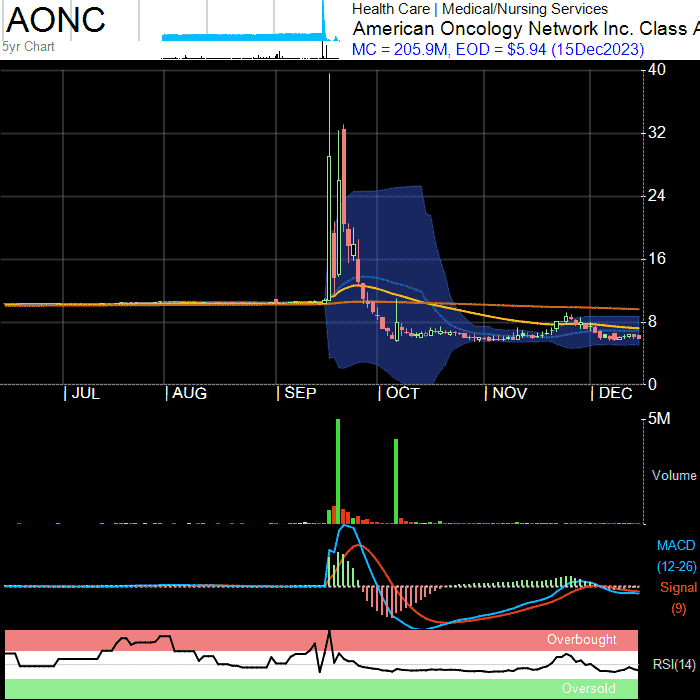 AONC
5yr Chart
Health Care | Medical/Nursing Services
American Oncology Network Inc. Class A
MC = 205.9M, EOD = $5.94 (15Dec2023)
40
32
24
16
8
0
| JUL | AUG | SEP | OCT | NOV | DEC
5M
Volume
MACD
(12-26)
Signal
(9)
Overbought
RSI(14)
Oversold